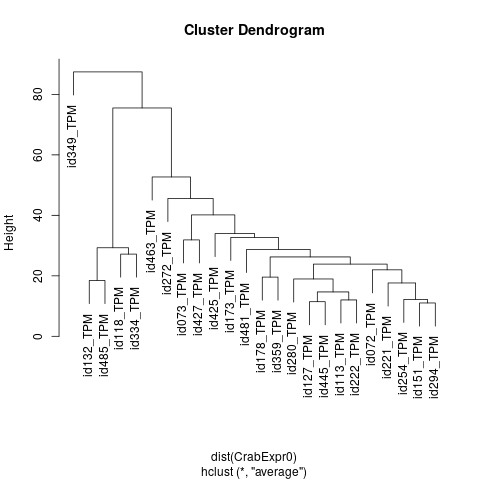 Cluster Dendrogram
Height
80
60
40
20
0
id349_TPM
id132_TPM
id485_TPM
id118_TPM
id334_TPM
id463_TPM
id272_TPM
id073_TPM
id427_TPM
id425_TPM
id173_TPM
id481_TPM
id178_TPM
id359_TPM
id280_TPM
id127_TPM
id445_TPM
id113_TPM
id222_TPM
id072_TPM
id221_TPM
id254_TPM
id151_TPM
id294_TPM
dist(CrabExpr0)
hclust (*, "average")